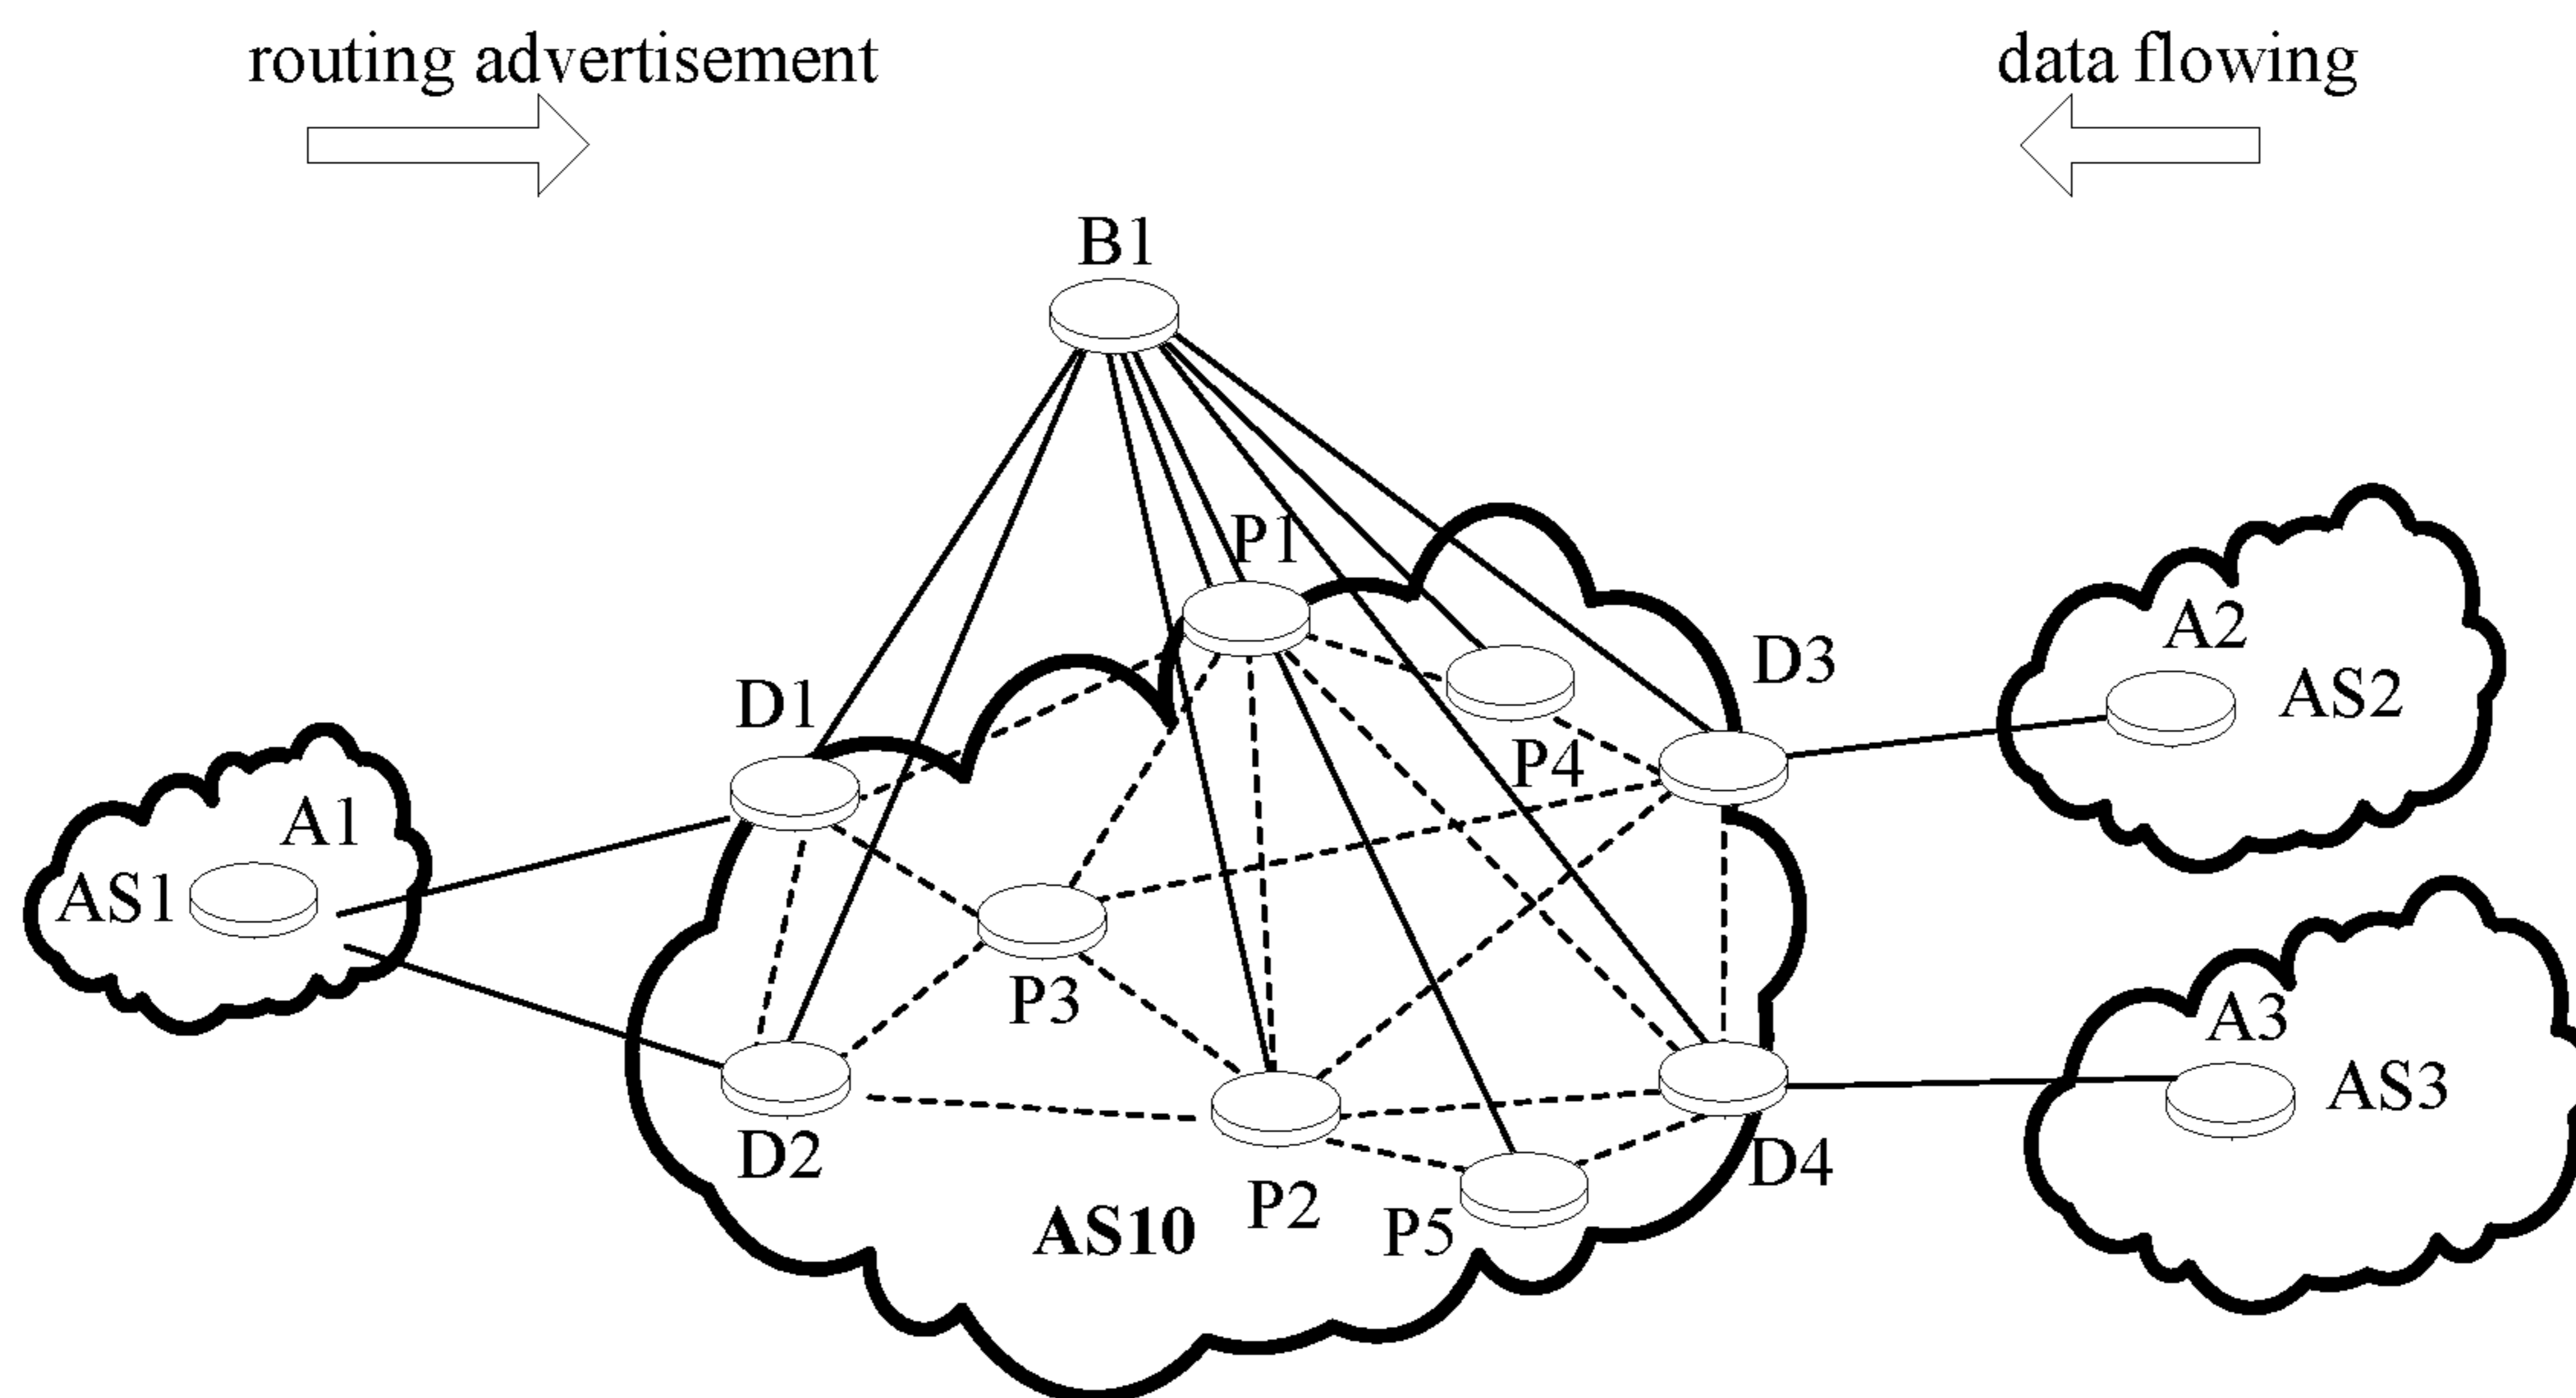 routing advertisement
data flowing
B1
P1
D3
A2
AS2
D1
P4
A1
AS1
P3
A3
AS3
D2
P2
P5
D4
AS10